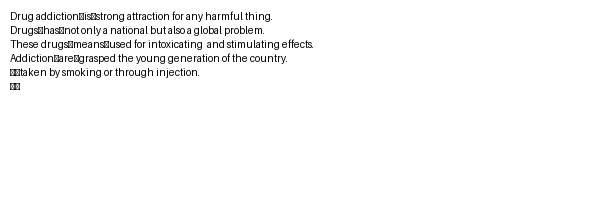 Drug addiction is strong attraction for any harmful thing.
Drugs has not only a national but also a global problem.
These drugs means used for intoxicating and stimulating effects.
Addiction are grasped the young generation of the country.
taken by smoking or through injection.